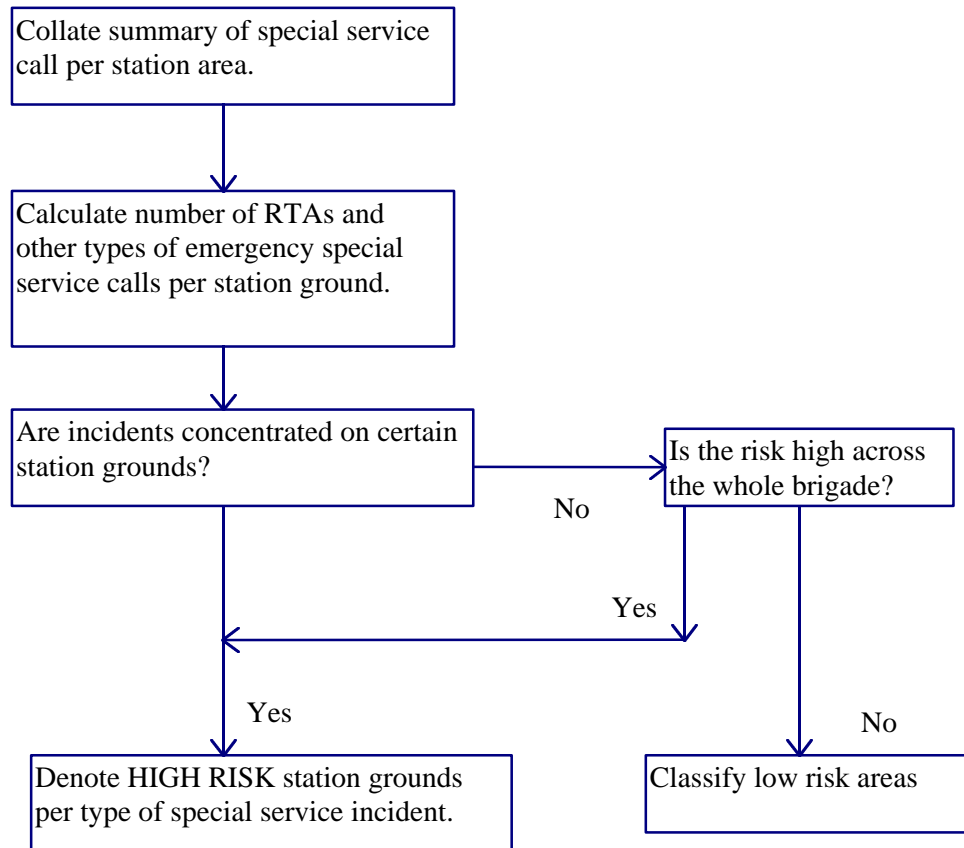 Collate summary of special service
call per station area.
Calculate number of RTAs and
other types of emergency special
service calls per station ground.
Are incidents concentrated on certain
station grounds?
Is the risk high across
the whole brigade?
No
Yes
Yes
No
Denote HIGH RISK station grounds
per type of special service incident.
Classify low risk areas